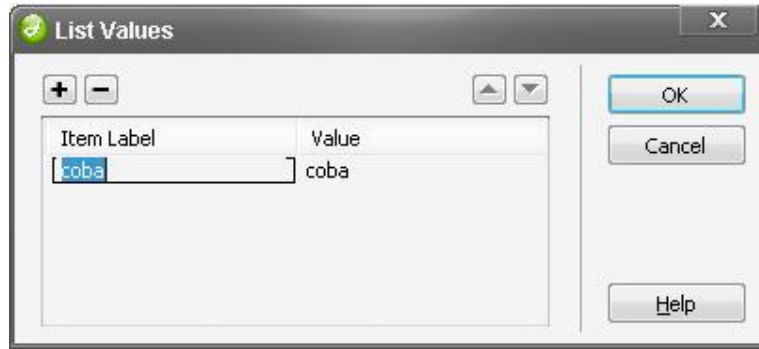 List Values
X
+ −
OK
Item Label Value
Cancel
coba coba
Help